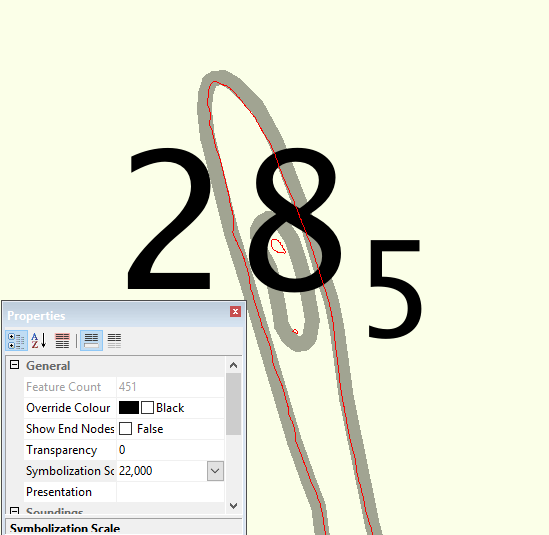 28
5
Properties
A
Z
General
Feature Count 451
Override Colour Black
Show End Nodes False
Transparency 0
Symbolization Sc 22,000
Presentation
Soundings
Symbolization Scale